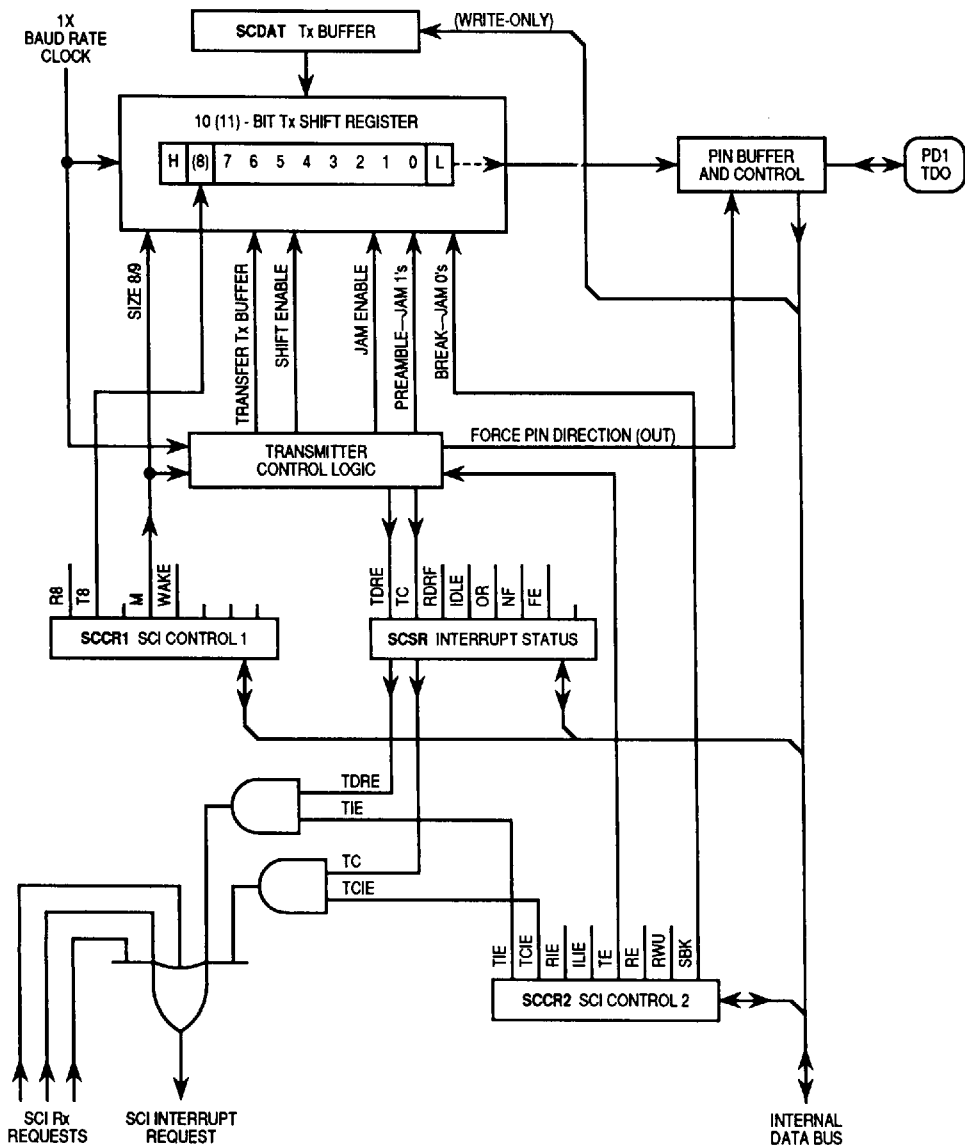 1X
BAUD RATE
CLOCK
SCDAT Tx BUFFER
(WRITE-ONLY)
10 (11) - BIT Tx SHIFT REGISTER
H (8) 7 6 5 4 3 2 1 0 L
PIN BUFFER
AND CONTROL
PD1
TDO
SIZE 8/9
TRANSFER Tx BUFFER
SHIFT ENABLE
JAM ENABLE
PREAMBLE—JAM 1's
BREAK—JAM 0's
TRANSMITTER
CONTROL LOGIC
FORCE PIN DIRECTION (OUT)
R8
T8
M
WAKE
SCCR1 SCI CONTROL 1
TDRE
TC
RDRF
IDLE
OR
NF
FE
SCSR INTERRUPT STATUS
TDRE
TIE
TC
TCIE
TIE
TCIE
RIE
ILIE
TE
RE
RWU
SBK
SCCR2 SCI CONTROL 2
SCI Rx
REQUESTS
SCI INTERRUPT
REQUEST
INTERNAL
DATA BUS